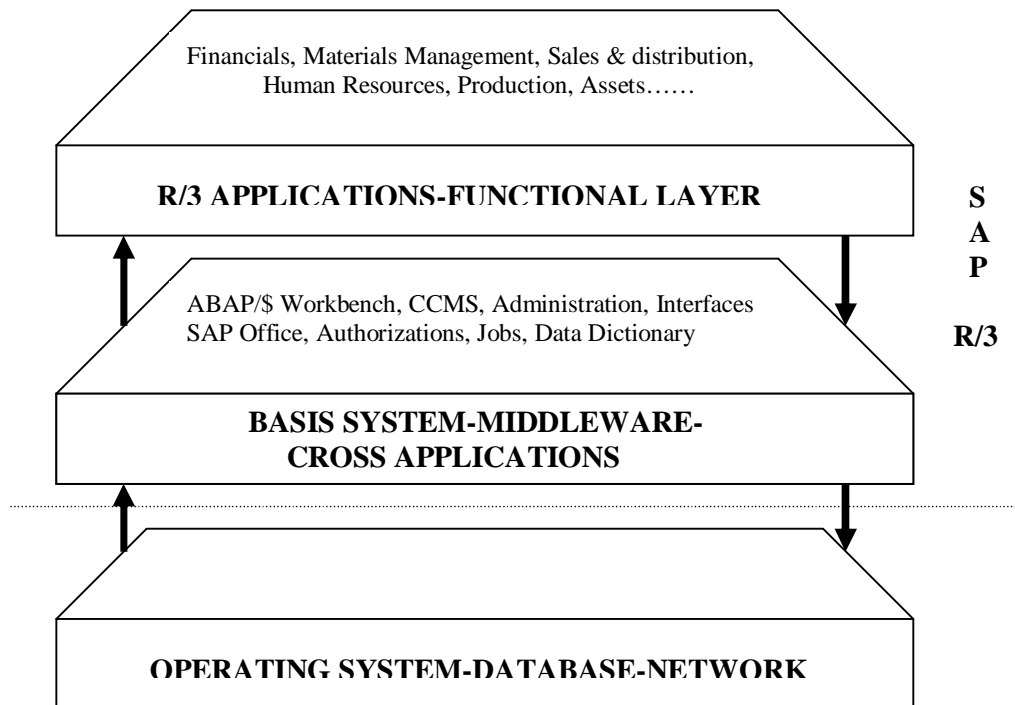 Financials, Materials Management, Sales & distribution,
Human Resources, Production, Assets……
R/3 APPLICATIONS-FUNCTIONAL LAYER
S
A
P
R/3
ABAP/$ Workbench, CCMS, Administration, Interfaces
SAP Office, Authorizations, Jobs, Data Dictionary
BASIS SYSTEM-MIDDLEWARE-
CROSS APPLICATIONS
OPERATING SYSTEM-DATABASE-NETWORK